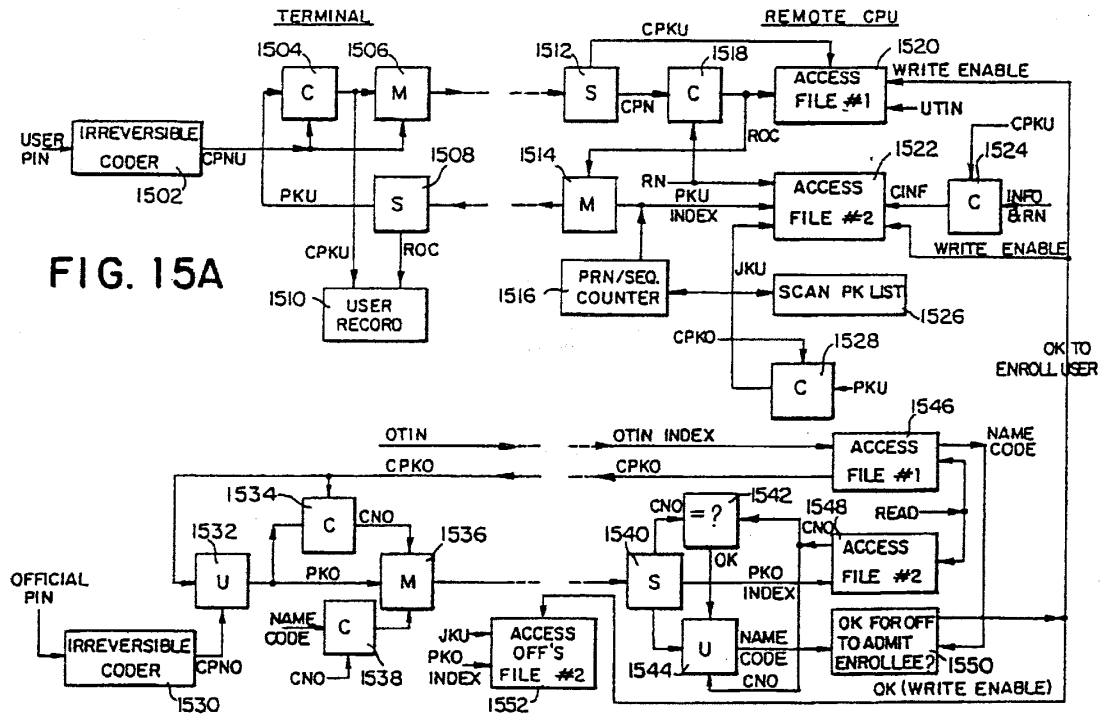 TERMINAL
REMOTE CPU
1504
1506
1512
CPKU
1518
1520
C
M
S
CPN
C
ACCESS
FILE #1
WRITE ENABLE
UTIN
USER
PIN
IRREVERSIBLE
CODER
1502
CPNU
ROC
CPKU
1508
1514
RN
1522
1524
PKU
S
M
PKU
INDEX
ACCESS
FILE #2
CINF
C
INFO
& RN
WRITE ENABLE
FIG. 15A
CPKU
ROC
1510
USER
RECORD
1516
PRN/SEQ.
COUNTER
JKU
SCAN PK LIST
1526
CPKO
1528
C
PKU
OK TO
ENROLL USER
1546
OTIN
OTIN INDEX
ACCESS
FILE #1
NAME
CODE
CPKO
CPKO
1534
C
CNO
1542
= ?
CNO
1548
READ
CNO
1532
1536
1540
ACCESS
FILE #2
OFFICIAL
PIN
U
PKO
M
S
OK
PKO
INDEX
NAME
CODE
C
1538
CNO
JKU
PKO
INDEX
ACCESS
OFF'S
FILE #2
1552
1544
U
NAME
CODE
CNO
OK FOR OFF
TO ADMIT
ENROLLEE?
1550
IRREVERSIBLE
CODER
1530
CPNO
OK (WRITE ENABLE)